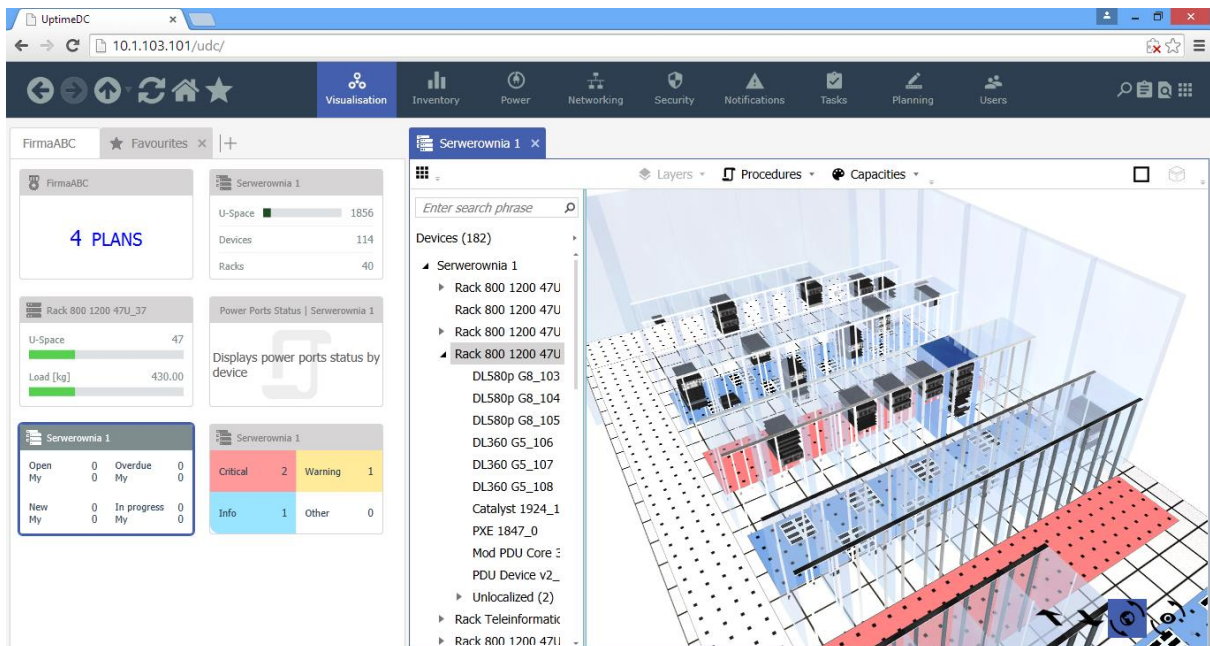 UptimeDC
10.1.103.101/udc/
Visualisation
Inventory
Power
Networking
Security
Notifications
Tasks
Planning
Users
FirmaABC
Favourites
Serwerownia 1
FirmaABC
4 PLANS
Serwerownia 1
U-Space 1856
Devices 114
Racks 40
Rack 800 1200 47U_37
U-Space 47
Load [kg] 430.00
Power Ports Status | Serwerownia 1
Displays power ports status by
device
Serwerownia 1
Open 0 Overdue 0
My 0 My 0
New 0 In progress 0
My 0 My 0
Serwerownia 1
Critical 2 Warning 1
Info 1 Other 0
Layers
Procedures
Capacities
Enter search phrase
Devices (182)
Serwerownia 1
Rack 800 1200 47U
Rack 800 1200 47U
Rack 800 1200 47U
Rack 800 1200 47U
DL580p G8_103
DL580p G8_104
DL580p G8_105
DL360 G5_106
DL360 G5_107
DL360 G5_108
Catalyst 1924_1
PXE 1847_0
Mod PDU Core 3
PDU Device v2_
Unlocalized (2)
Rack Teleinformatic
Rack 800 1200 47U